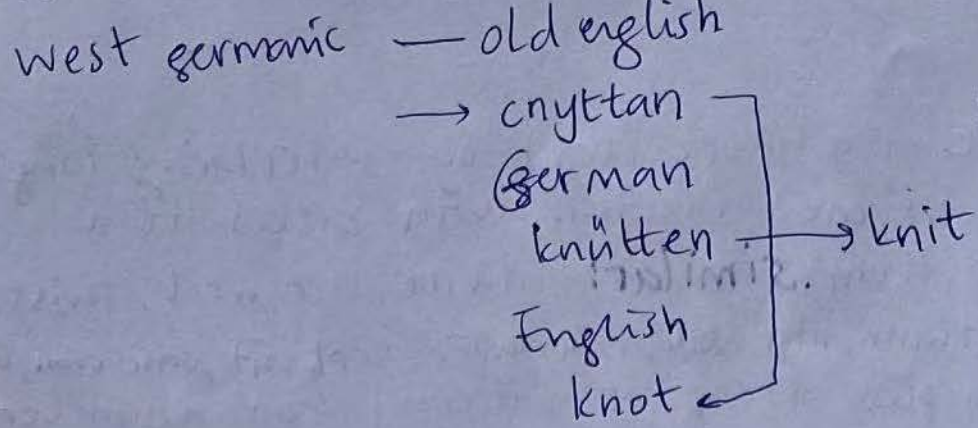 west germanic — old english
→ cnyttan
German
knütten → knit
English
knot ←